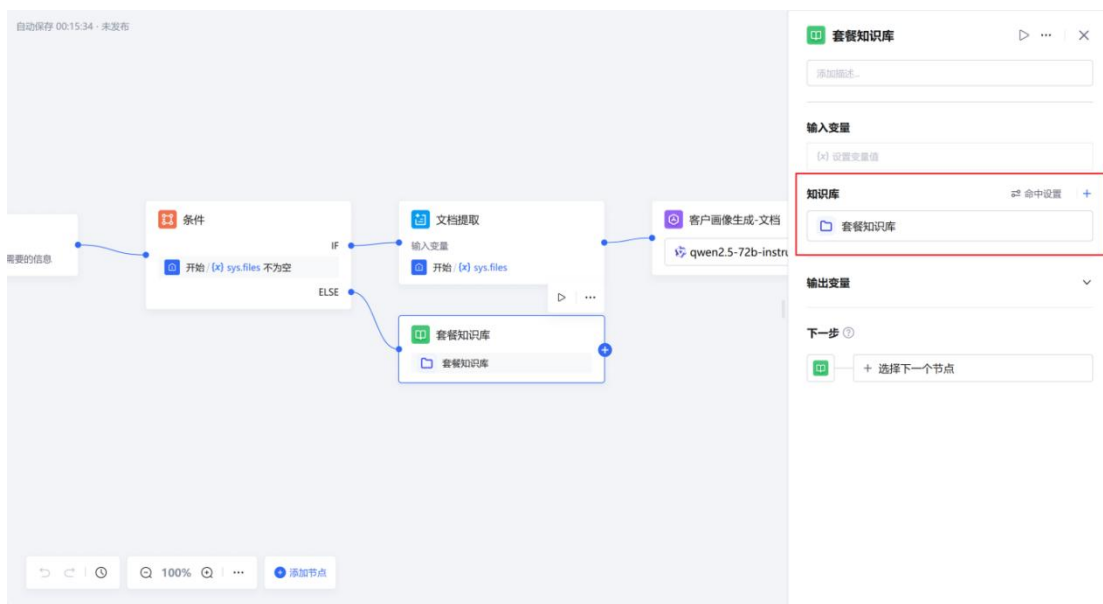 自动保存 00:15:34 · 未发布
需要的信息
条件
IF
开始 / {x} sys.files 不为空
ELSE
文档提取
输入变量
开始 / {x} sys.files
套餐知识库
套餐知识库
客户画像生成-文档
qwen2.5-72b-instru
100%
添加节点
套餐知识库
添加描述...
输入变量
{x} 设置变量值
知识库
命中设置
套餐知识库
输出变量
下一步
+ 选择下一个节点